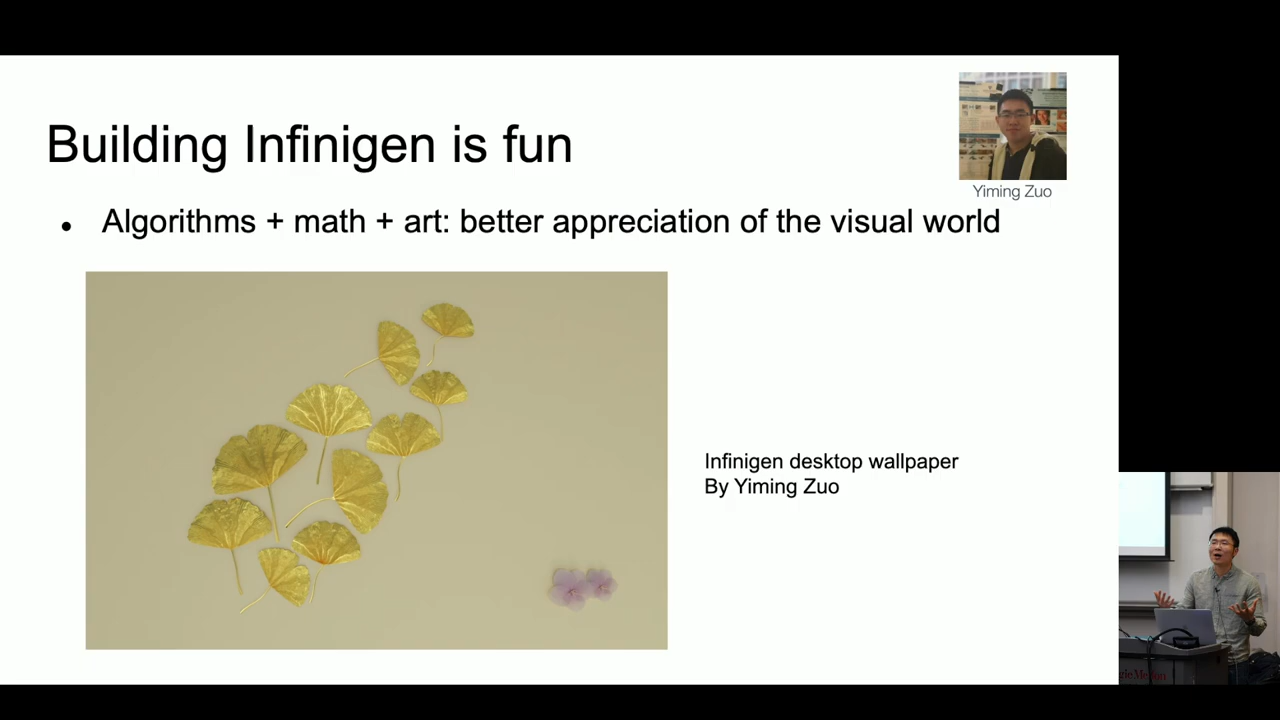 Building Infinigen is fun
Yiming Zuo
● Algorithms + math + art: better appreciation of the visual world
Infinigen desktop wallpaper
By Yiming Zuo